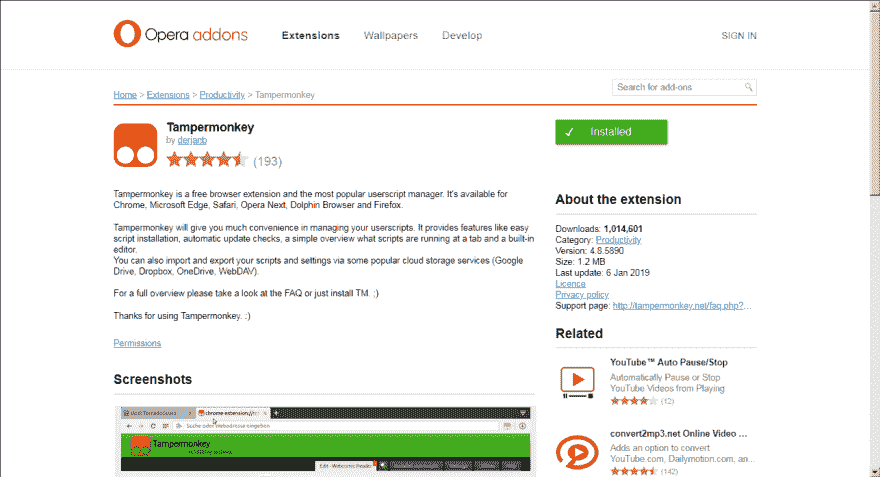 Opera addons
Extensions
Wallpapers
Develop
SIGN IN
Home > Extensions > Productivity > Tampermonkey
Search for add-ons
Tampermonkey
by derjanb
(193)
Installed
Tampermonkey is a free browser extension and the most popular userscript manager. It's available for
Chrome, Microsoft Edge, Safari, Opera Next, Dolphin Browser and Firefox.
Tampermonkey will give you much convenience in managing your userscripts. It provides features like easy
script installation, automatic update checks, a simple overview what scripts are running at a tab and a built-in
editor.
You can also import and export your scripts and settings via some popular cloud storage services (Google
Drive, Dropbox, OneDrive, WebDAV).
For a full overview please take a look at the FAQ or just install TM. ;)
Thanks for using Tampermonkey. :)
Permissions
Screenshots
Suche oder Webadresse eingeben
Tampermonkey
About the extension
Downloads: 1,014,601
Category: Productivity
Version: 4.8.5890
Size: 1.2 MB
Last update: 6 Jan 2019
Licence
Privacy policy
Support page: http://tampermonkey.net/faq.php?...
Related
YouTube™ Auto Pause/Stop
Automatically Pause or Stop
YouTube Videos from Playing
(12)
convert2mp3.net Online Video ...
Adds an option to convert
YouTube.com, Dailymotion.com, an...
(142)